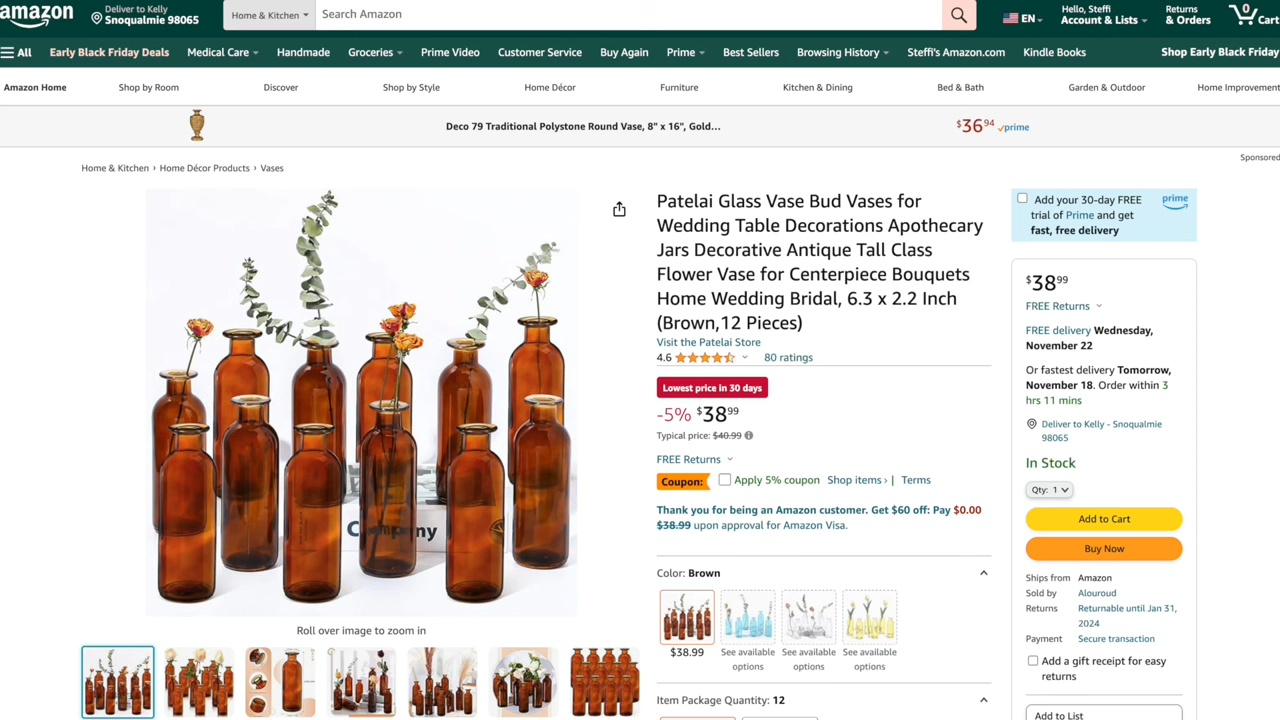 amazon
Deliver to Kelly
Snoqualmie 98065
Home & Kitchen
Search Amazon
EN
Hello, Steffi
Account & Lists
Returns
& Orders
0
Cart
All
Early Black Friday Deals
Medical Care
Handmade
Groceries
Prime Video
Customer Service
Buy Again
Prime
Best Sellers
Browsing History
Steffi's Amazon.com
Kindle Books
Shop Early Black Friday
Amazon Home
Shop by Room
Discover
Shop by Style
Home Décor
Furniture
Kitchen & Dining
Bed & Bath
Garden & Outdoor
Home Improvement
Deco 79 Traditional Polystone Round Vase, 8" x 16", Gold...
$36 94 prime
Sponsored
Home & Kitchen › Home Décor Products › Vases
Company
Roll over image to zoom in
Patelai Glass Vase Bud Vases for
Wedding Table Decorations Apothecary
Jars Decorative Antique Tall Class
Flower Vase for Centerpiece Bouquets
Home Wedding Bridal, 6.3 x 2.2 Inch
(Brown,12 Pieces)
Visit the Patelai Store
4.6 80 ratings
Lowest price in 30 days
-5% $38 99
Typical price: $40.99
FREE Returns
Coupon: Apply 5% coupon Shop items › | Terms
Thank you for being an Amazon customer. Get $60 off: Pay $0.00
$38.99 upon approval for Amazon Visa.
Color: Brown
$38.99
See available
options
See available
options
See available
options
Item Package Quantity: 12
Add your 30-day FREE
trial of Prime and get
fast, free delivery
prime
$38 99
FREE Returns
FREE delivery Wednesday,
November 22
Or fastest delivery Tomorrow,
November 18. Order within 3
hrs 11 mins
Deliver to Kelly - Snoqualmie
98065
In Stock
Qty: 1
Add to Cart
Buy Now
Ships from Amazon
Sold by Alouroud
Returns Returnable until Jan 31,
2024
Payment Secure transaction
Add a gift receipt for easy
returns
Add to List